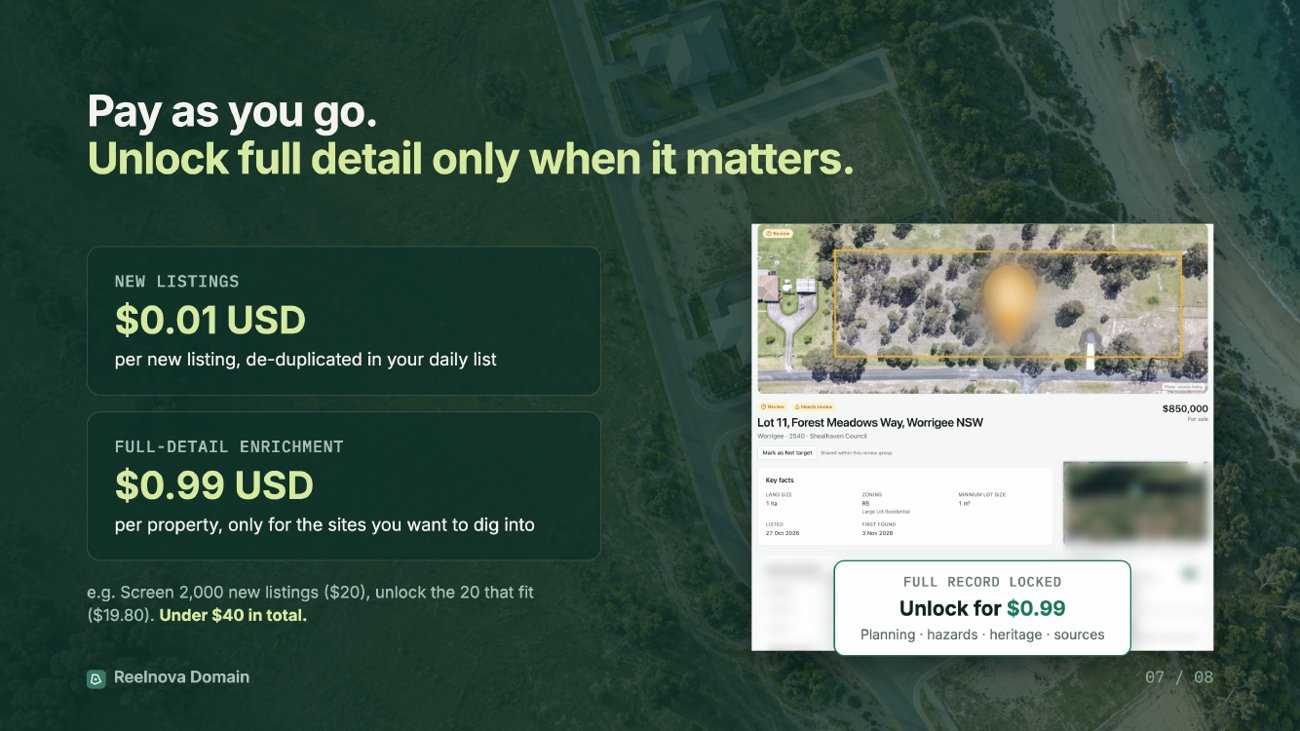 Pay as you go.
Unlock full detail only when it matters.
NEW LISTINGS
$0.01 USD
per new listing, de-duplicated in your daily list
FULL-DETAIL ENRICHMENT
$0.99 USD
per property, only for the sites you want to dig into
e.g. Screen 2,000 new listings ($20), unlock the 20 that fit
($19.80). Under $40 in total.
Review
Review
Needs review
$850,000
For sale
Lot 11, Forest Meadows Way, Worrigee NSW
Worrigee · 2540 · Shoalhaven Council
Mark as Not target
Shared within this review group
Key facts
LAND SIZE
1 ha
ZONING
R5
Large Lot Residential
MINIMUM LOT SIZE
1 m²
LISTED
27 Oct 2026
FIRST FOUND
3 Nov 2026
FULL RECORD LOCKED
Unlock for $0.99
Planning · hazards · heritage · sources
Reelnova Domain
07 / 08